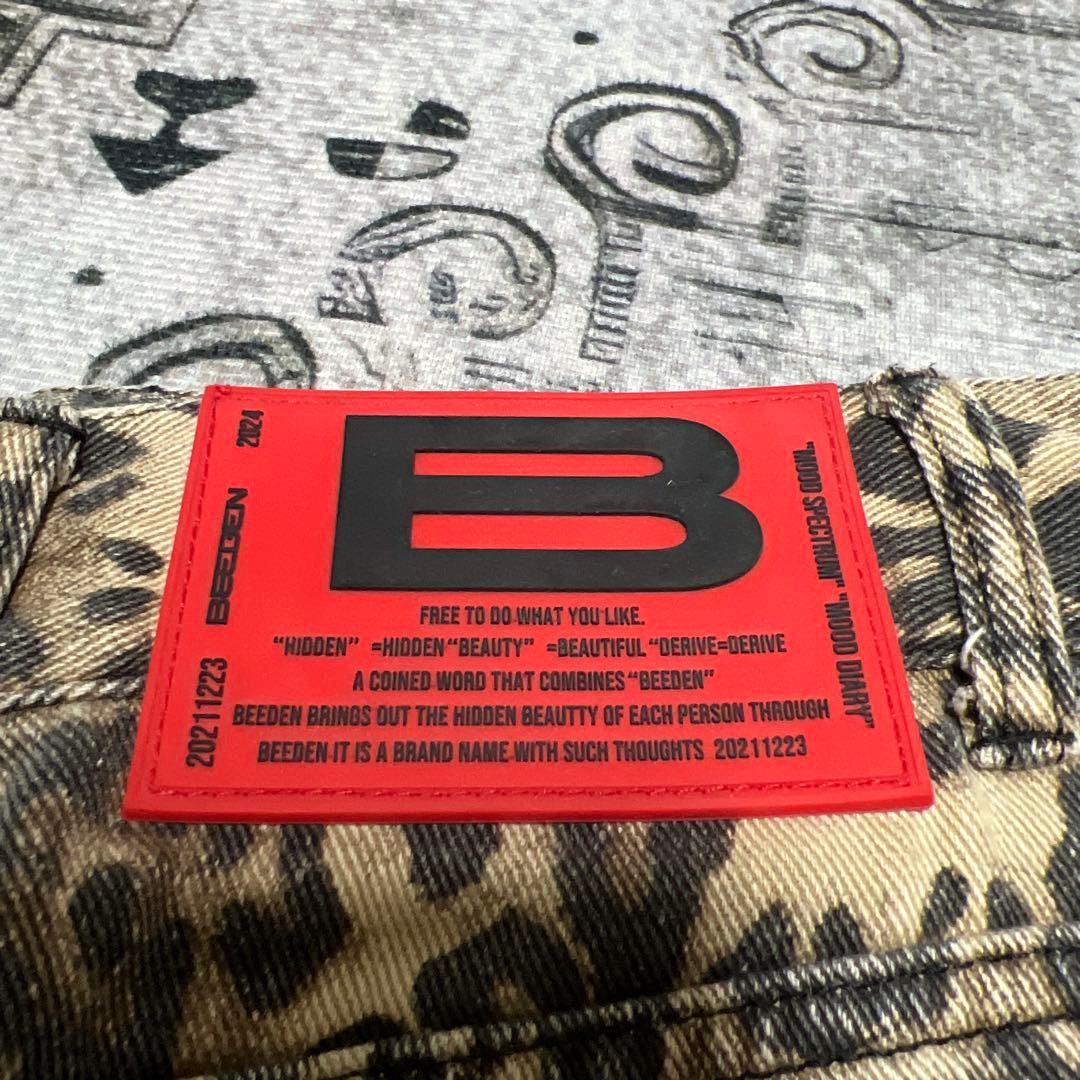 B
FREE TO DO WHAT YOU LIKE.
“HIDDEN” =HIDDEN “BEAUTY” =BEAUTIFUL “DERIVE=DERIVE
A COINED WORD THAT COMBINES “BEEDEN”
BEEDEN BRINGS OUT THE HIDDEN BEAUTTY OF EACH PERSON THROUGH
BEEDEN IT IS A BRAND NAME WITH SUCH THOUGHTS 20211223
20211223 BEEDEN 2024
“MOOD SPECTRUM” “MOOD DIARY”